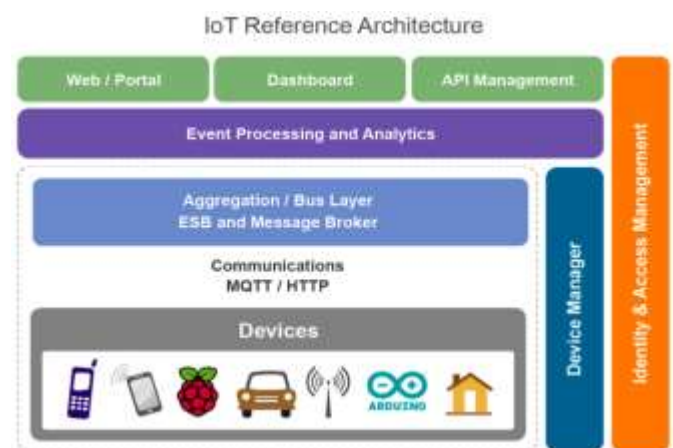 IoT Reference Architecture
Web / Portal
Dashboard
API Management
Event Processing and Analytics
Aggregation / Bus Layer
ESB and Message Broker
Communications
MQTT / HTTP
Devices
ARDUINO
Device Manager
Identity & Access Management